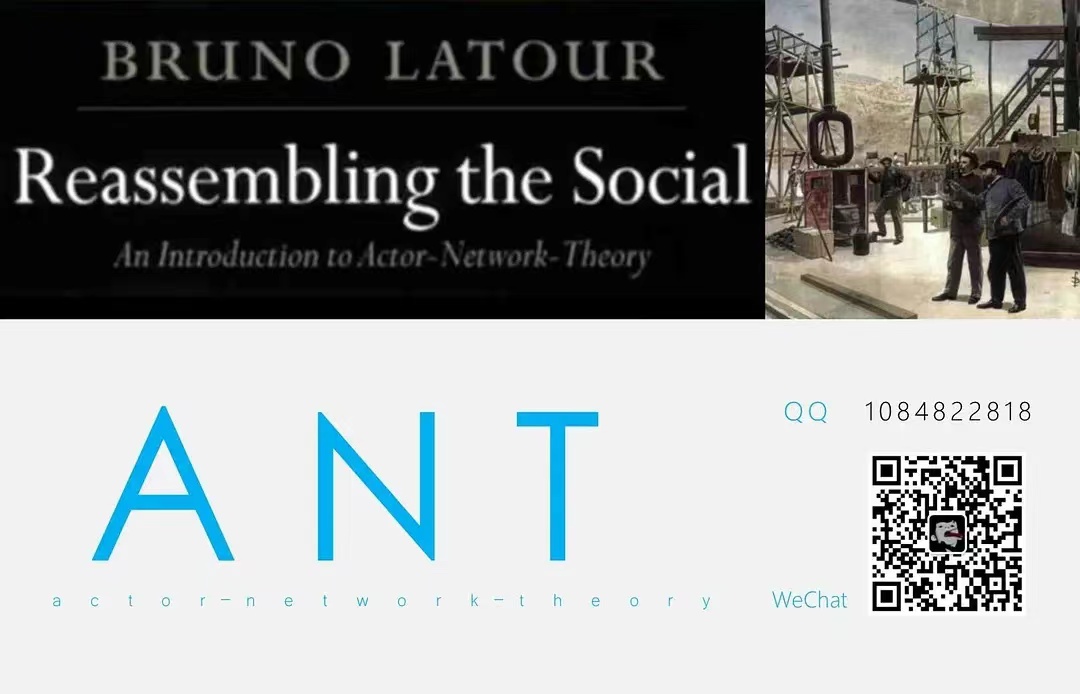 BRUNO LATOUR
Reassembling the Social
An Introduction to Actor-Network-Theory
ANT
actor-network-theory
QQ 1084822818
WeChat